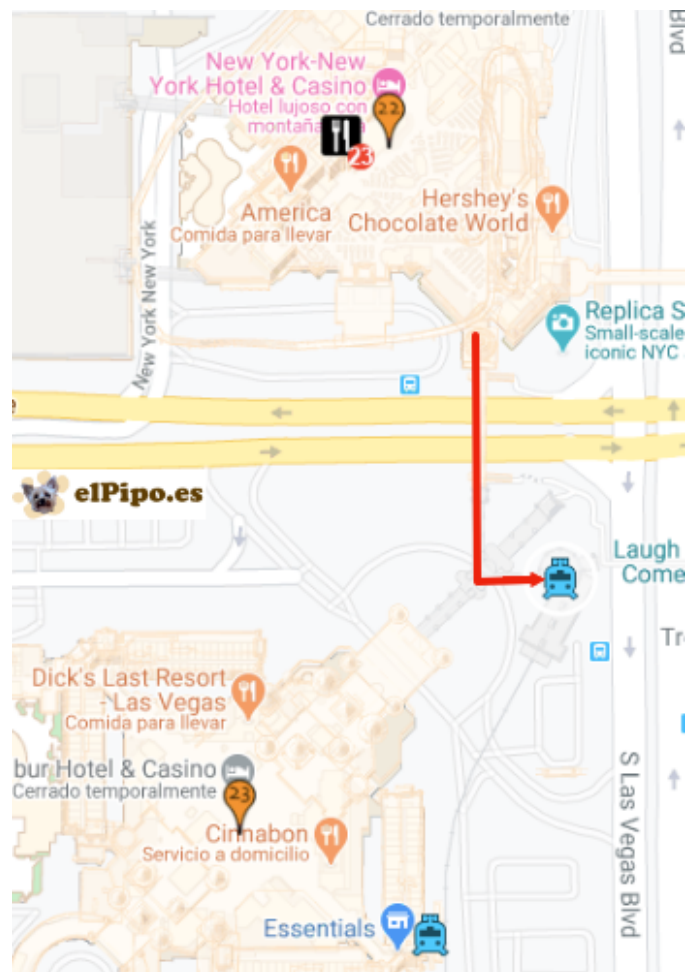 Cerrado temporalmente
Blvd
New York-New
York Hotel & Casino
Hotel lujoso con
22
23
America
Comida para llevar
Hershey's
Chocolate World
New York New York
Replica S
Small-scale
iconic NYC
e
elPipo.es
Laugh
Come
Tr
Dick's Last Resort
- Las Vegas
Comida para llevar
bur Hotel & Casino
Cerrado temporalmente
23
Cinnabon
Servicio a domicilio
S Las Vegas Blvd
Essentials